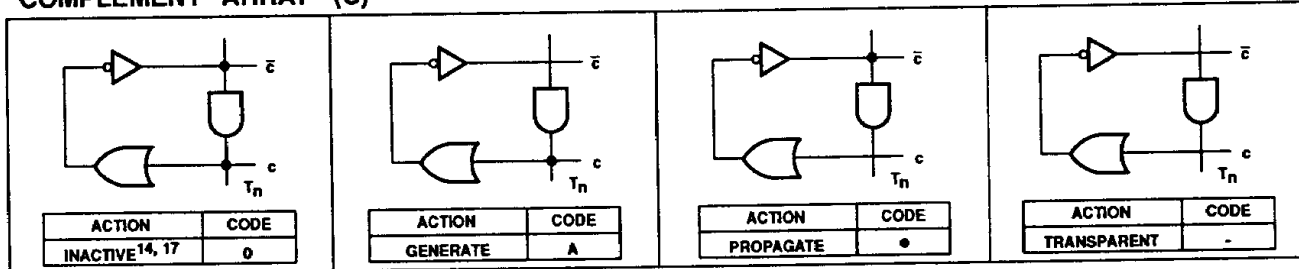 COMPLEMENT ARRAY (C)
c̄
c
Tn
ACTION CODE
INACTIVE14, 17 0
c̄
c
Tn
ACTION CODE
GENERATE A
c̄
c
Tn
ACTION CODE
PROPAGATE •
c̄
c
Tn
ACTION CODE
TRANSPARENT -